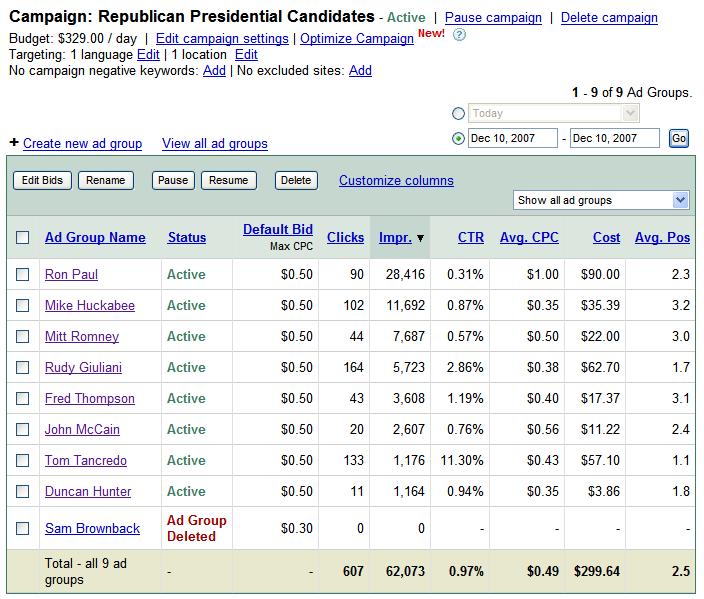 Campaign: Republican Presidential Candidates - Active | Pause campaign | Delete campaign
Budget: $329.00 / day | Edit campaign settings | Optimize Campaign New! ?
Targeting: 1 language Edit | 1 location Edit
No campaign negative keywords: Add | No excluded sites: Add
1 - 9 of 9 Ad Groups.
Today
+ Create new ad group View all ad groups Dec 10, 2007 - Dec 10, 2007 Go
Edit Bids Rename Pause Resume Delete Customize columns
Show all ad groups
Ad Group Name Status Default Bid Max CPC Clicks Impr. ▼ CTR Avg. CPC Cost Avg. Pos
Ron Paul Active $0.50 90 28,416 0.31% $1.00 $90.00 2.3
Mike Huckabee Active $0.50 102 11,692 0.87% $0.35 $35.39 3.2
Mitt Romney Active $0.50 44 7,687 0.57% $0.50 $22.00 3.0
Rudy Giuliani Active $0.50 164 5,723 2.86% $0.38 $62.70 1.7
Fred Thompson Active $0.50 43 3,608 1.19% $0.40 $17.37 3.1
John McCain Active $0.50 20 2,607 0.76% $0.56 $11.22 2.4
Tom Tancredo Active $0.50 133 1,176 11.30% $0.43 $57.10 1.1
Duncan Hunter Active $0.50 11 1,164 0.94% $0.35 $3.86 1.8
Sam Brownback Ad Group Deleted $0.30 0 0 - - - -
Total - all 9 ad groups - - 607 62,073 0.97% $0.49 $299.64 2.5